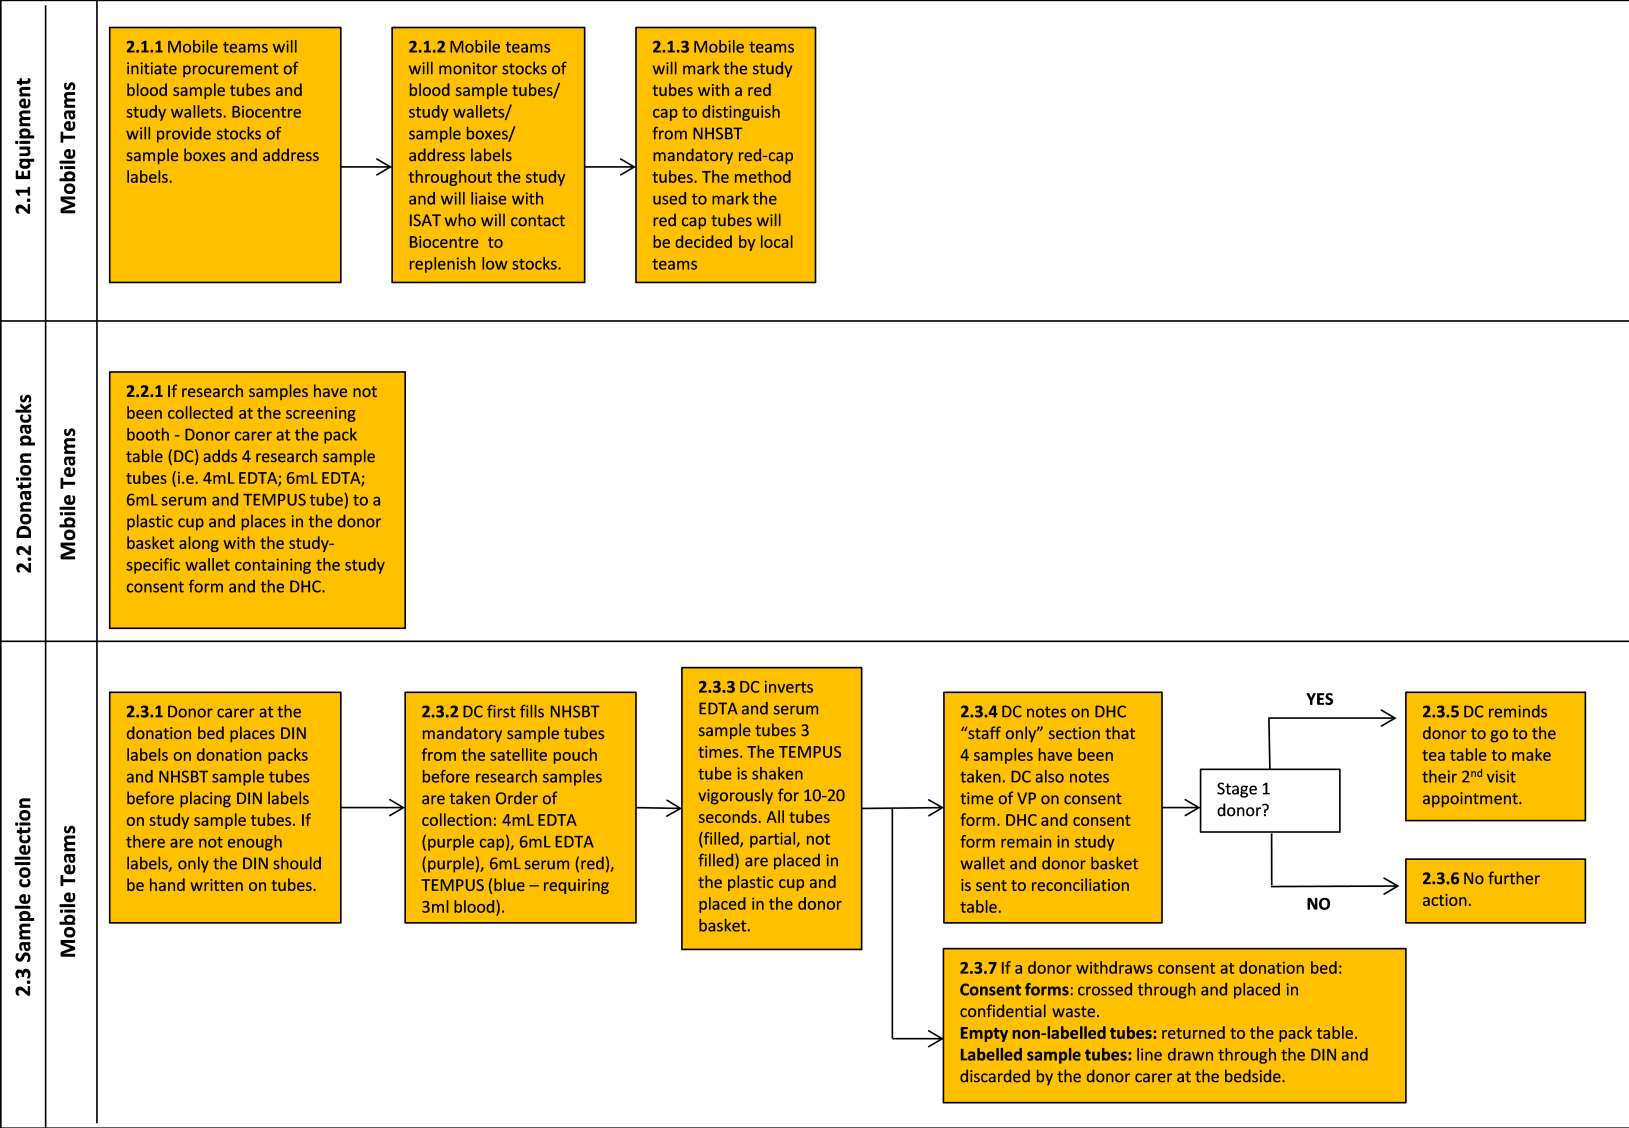 2.1 Equipment
Mobile Teams
2.1.1 Mobile teams will
initiate procurement of
blood sample tubes and
study wallets. Biocentre
will provide stocks of
sample boxes and address
labels.
2.1.2 Mobile teams
will monitor stocks of
blood sample tubes/
study wallets/
sample boxes/
address labels
throughout the study
and will liaise with
ISAT who will contact
Biocentre to
replenish low stocks.
2.1.3 Mobile teams
will mark the study
tubes with a red
cap to distinguish
from NHSBT
mandatory red-cap
tubes. The method
used to mark the
red cap tubes will
be decided by local
teams
2.2 Donation packs
Mobile Teams
2.2.1 If research samples have not
been collected at the screening
booth - Donor carer at the pack
table (DC) adds 4 research sample
tubes (i.e. 4mL EDTA; 6mL EDTA;
6mL serum and TEMPUS tube) to a
plastic cup and places in the donor
basket along with the study-
specific wallet containing the study
consent form and the DHC.
2.3 Sample collection
Mobile Teams
2.3.1 Donor carer at the
donation bed places DIN
labels on donation packs
and NHSBT sample tubes
before placing DIN labels
on study sample tubes. If
there are not enough
labels, only the DIN should
be hand written on tubes.
2.3.2 DC first fills NHSBT
mandatory sample tubes
from the satellite pouch
before research samples
are taken Order of
collection: 4mL EDTA
(purple cap), 6mL EDTA
(purple), 6mL serum (red),
TEMPUS (blue – requiring
3ml blood).
2.3.3 DC inverts
EDTA and serum
sample tubes 3
times. The TEMPUS
tube is shaken
vigorously for 10-20
seconds. All tubes
(filled, partial, not
filled) are placed in
the plastic cup and
placed in the donor
basket.
2.3.4 DC notes on DHC
“staff only” section that
4 samples have been
taken. DC also notes
time of VP on consent
form. DHC and consent
form remain in study
wallet and donor basket
is sent to reconciliation
table.
Stage 1
donor?
YES
2.3.5 DC reminds
donor to go to the
tea table to make
their 2nd visit
appointment.
NO
2.3.6 No further
action.
2.3.7 If a donor withdraws consent at donation bed:
Consent forms: crossed through and placed in
confidential waste.
Empty non-labelled tubes: returned to the pack table.
Labelled sample tubes: line drawn through the DIN and
discarded by the donor carer at the bedside.